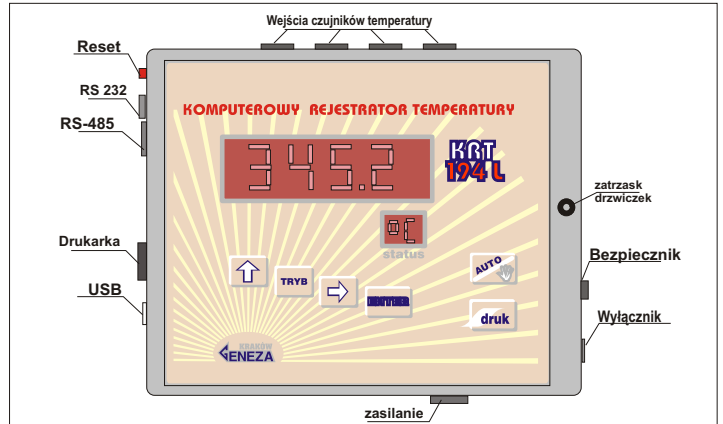 Wejścia czujników temperatury
Reset
RS 232
RS-485
KOMPUTEROWY REJESTRATOR TEMPERATURY
345.2
KRT
194 L
°C
status
zatrzask
drzwiczek
Drukarka
USB
TRYB
ENTER
AUTO
druk
Bezpiecznik
Wyłącznik
KRAKÓW
GENEZA
zasilanie